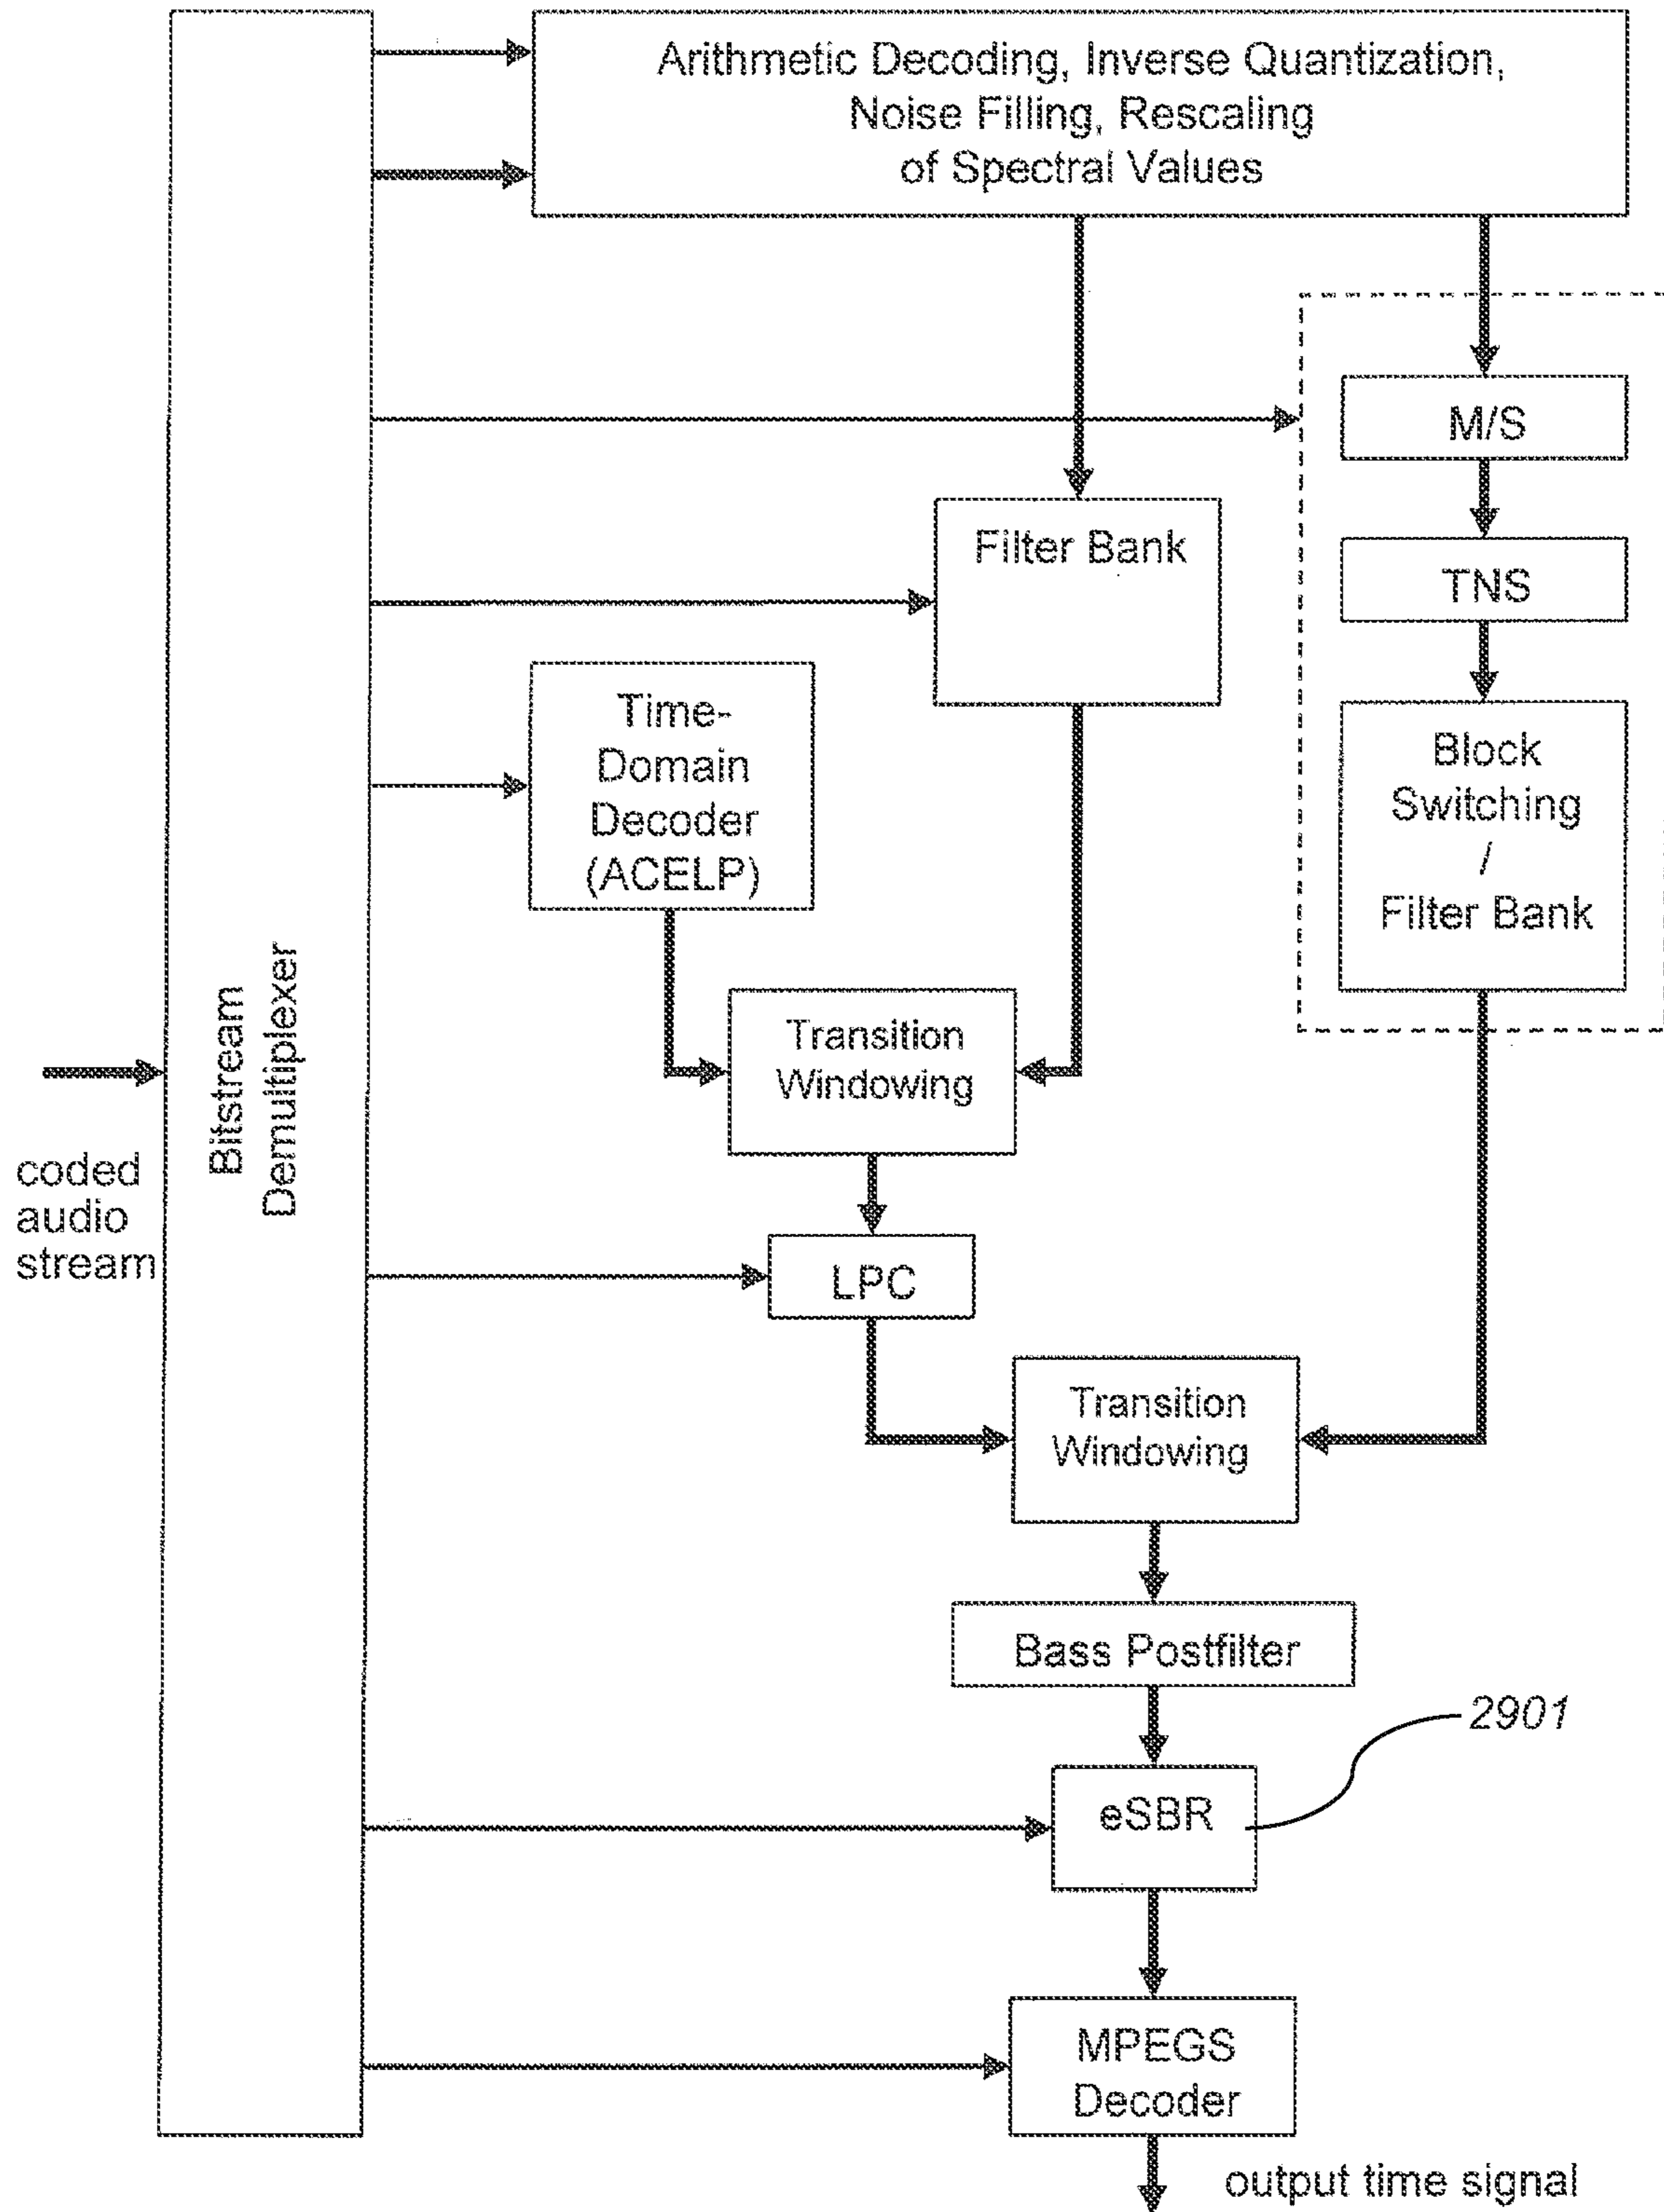 Arithmetic Decoding, Inverse Quantization,
Noise Filling, Rescaling
of Spectral Values
M/S
Filter Bank
TNS
Time-
Domain
Decoder
(ACELP)
Block
Switching
/
Filter Bank
Bitstream
Demultiplexer
Transition
Windowing
coded
audio
stream
LPC
Transition
Windowing
Bass Postfilter
2901
eSBR
MPEGS
Decoder
output time signal